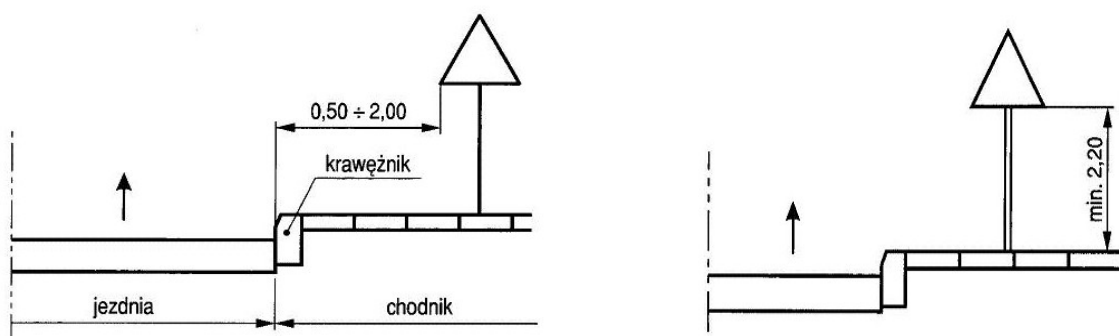 0,50 ÷ 2,00
krawężnik
jezdnia
chodnik
min. 2,20